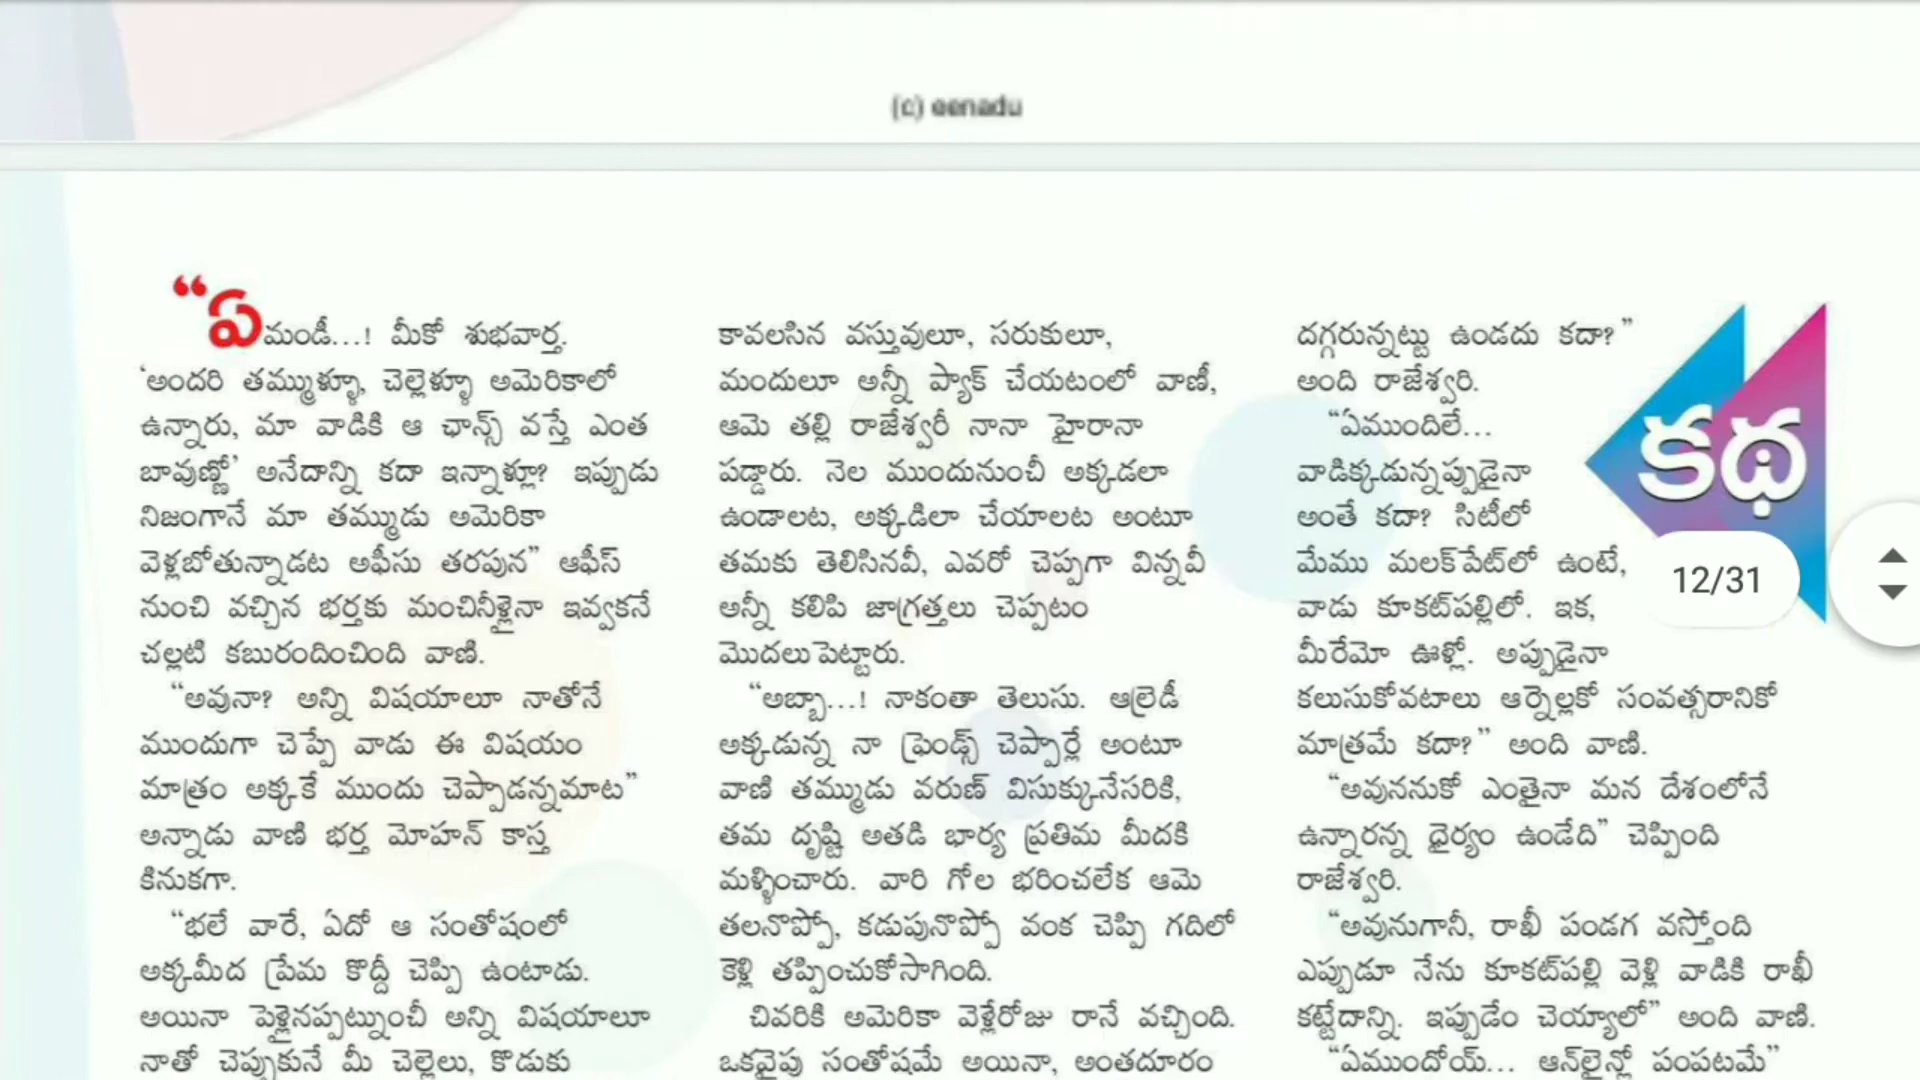 (c) eenadu
“ఏమండీ...! మీకో శుభవార్త.
‘అందరి తమ్ముళ్ళూ, చెల్లెళ్ళూ అమెరికాలో
ఉన్నారు, మా వాడికి ఆ ఛాన్స్ వస్తే ఎంత
బావుణ్ణో’ అనేదాన్ని కదా ఇన్నాళ్లూ? ఇప్పుడు
నిజంగానే మా తమ్ముడు అమెరికా
వెళ్లబోతున్నాడట అఫీసు తరపున” ఆఫీస్
నుంచి వచ్చిన భర్తకు మంచినీళ్లైనా ఇవ్వకనే
చల్లటి కబురందించింది వాణి.
“అవునా? అన్ని విషయాలూ నాతోనే
ముందుగా చెప్పే వాడు ఈ విషయం
మాత్రం అక్కకే ముందు చెప్పాడన్నమాట”
అన్నాడు వాణి భర్త మోహన్ కాస్త
కినుకగా.
“భలే వారే, ఏదో ఆ సంతోషంలో
అక్కమీద ప్రేమ కొద్దీ చెప్పి ఉంటాడు.
అయినా పెళ్లైనప్పట్నుంచీ అన్ని విషయాలూ
నాతో చెప్పుకునే మీ చెల్లెలు, కొడుకు
కావలసిన వస్తువులూ, సరుకులూ,
మందులూ అన్నీ ప్యాక్ చేయటంలో వాణీ,
ఆమె తల్లి రాజేశ్వరీ నానా హైరానా
పడ్డారు. నెల ముందునుంచీ అక్కడలా
ఉండాలట, అక్కడిలా చేయాలట అంటూ
తమకు తెలిసినవీ, ఎవరో చెప్పగా విన్నవీ
అన్నీ కలిపి జాగ్రత్తలు చెప్పటం
మొదలుపెట్టారు.
“అబ్బా...! నాకంతా తెలుసు. ఆల్రెడీ
అక్కడున్న నా ఫ్రెండ్స్ చెప్పార్లే అంటూ
వాణి తమ్ముడు వరుణ్ విసుక్కునేసరికి,
తమ దృష్టి అతడి భార్య ప్రతిమ మీదకి
మళ్ళించారు. వారి గోల భరించలేక ఆమె
తలనొప్పో, కడుపునొప్పో వంక చెప్పి గదిలో
కెళ్లి తప్పించుకోసాగింది.
చివరికి అమెరికా వెళ్లేరోజు రానే వచ్చింది.
ఒకవైపు సంతోషమే అయినా, అంతదూరం
దగ్గరున్నట్టు ఉండదు కదా?”
అంది రాజేశ్వరి.
“ఏముందిలే...
వాడిక్కడున్నప్పుడైనా
అంతే కదా? సిటీలో
మేము మలక్‌పేట్‌లో ఉంటే,
వాడు కూకట్‌పల్లిలో. ఇక,
మీరేమో ఊళ్లో. అప్పుడైనా
కలుసుకోవటాలు ఆర్నెల్లకో సంవత్సరానికో
మాత్రమే కదా?” అంది వాణి.
“అవుననుకో ఎంతైనా మన దేశంలోనే
ఉన్నారన్న ధైర్యం ఉండేది” చెప్పింది
రాజేశ్వరి.
“అవునుగానీ, రాఖీ పండగ వస్తోంది
ఎప్పుడూ నేను కూకట్‌పల్లి వెళ్లి వాడికి రాఖీ
కట్టేదాన్ని. ఇప్పుడేం చెయ్యాలో” అంది వాణి.
“ఏముందోయ్... ఆన్‌లైన్లో పంపటమే”
కథ
12/31